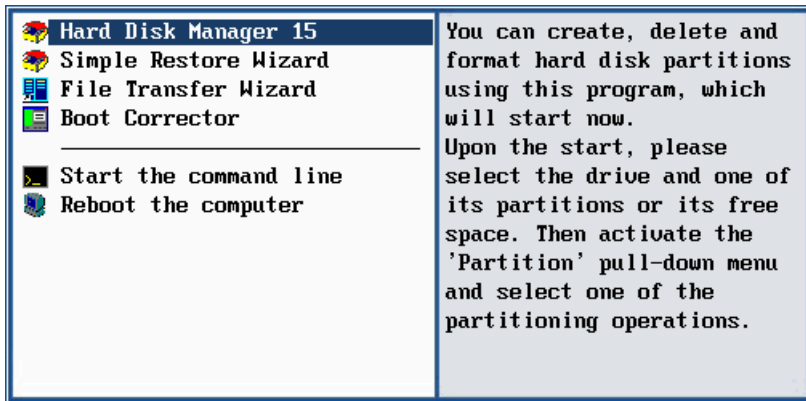 Hard Disk Manager 15
Simple Restore Wizard
File Transfer Wizard
Boot Corrector
Start the command line
Reboot the computer
You can create, delete and
format hard disk partitions
using this program, which
will start now.
Upon the start, please
select the drive and one of
its partitions or its free
space. Then activate the
'Partition' pull-down menu
and select one of the
partitioning operations.